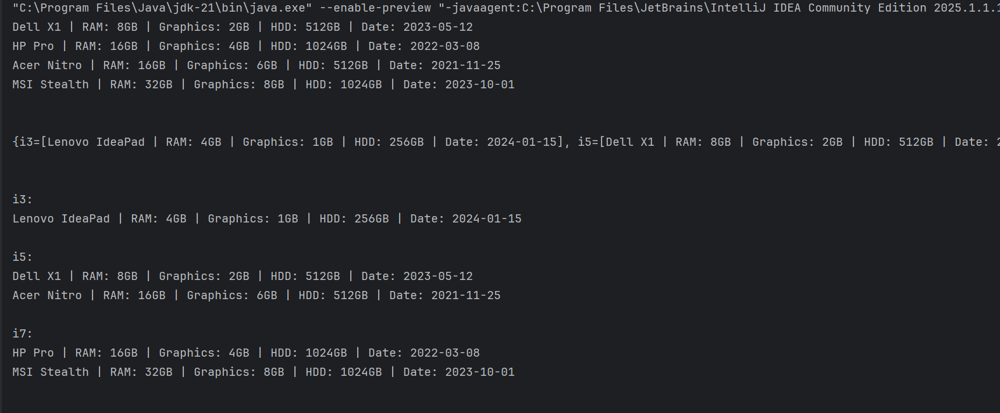 "C:\Program Files\Java\jdk-21\bin\java.exe" --enable-preview "-javaagent:C:\Program Files\JetBrains\IntelliJ IDEA Community Edition 2025.1.1.1
Dell X1 | RAM: 8GB | Graphics: 2GB | HDD: 512GB | Date: 2023-05-12
HP Pro | RAM: 16GB | Graphics: 4GB | HDD: 1024GB | Date: 2022-03-08
Acer Nitro | RAM: 16GB | Graphics: 6GB | HDD: 512GB | Date: 2021-11-25
MSI Stealth | RAM: 32GB | Graphics: 8GB | HDD: 1024GB | Date: 2023-10-01
{i3=[Lenovo IdeaPad | RAM: 4GB | Graphics: 1GB | HDD: 256GB | Date: 2024-01-15], i5=[Dell X1 | RAM: 8GB | Graphics: 2GB | HDD: 512GB | Date: 2
i3:
Lenovo IdeaPad | RAM: 4GB | Graphics: 1GB | HDD: 256GB | Date: 2024-01-15
i5:
Dell X1 | RAM: 8GB | Graphics: 2GB | HDD: 512GB | Date: 2023-05-12
Acer Nitro | RAM: 16GB | Graphics: 6GB | HDD: 512GB | Date: 2021-11-25
i7:
HP Pro | RAM: 16GB | Graphics: 4GB | HDD: 1024GB | Date: 2022-03-08
MSI Stealth | RAM: 32GB | Graphics: 8GB | HDD: 1024GB | Date: 2023-10-01